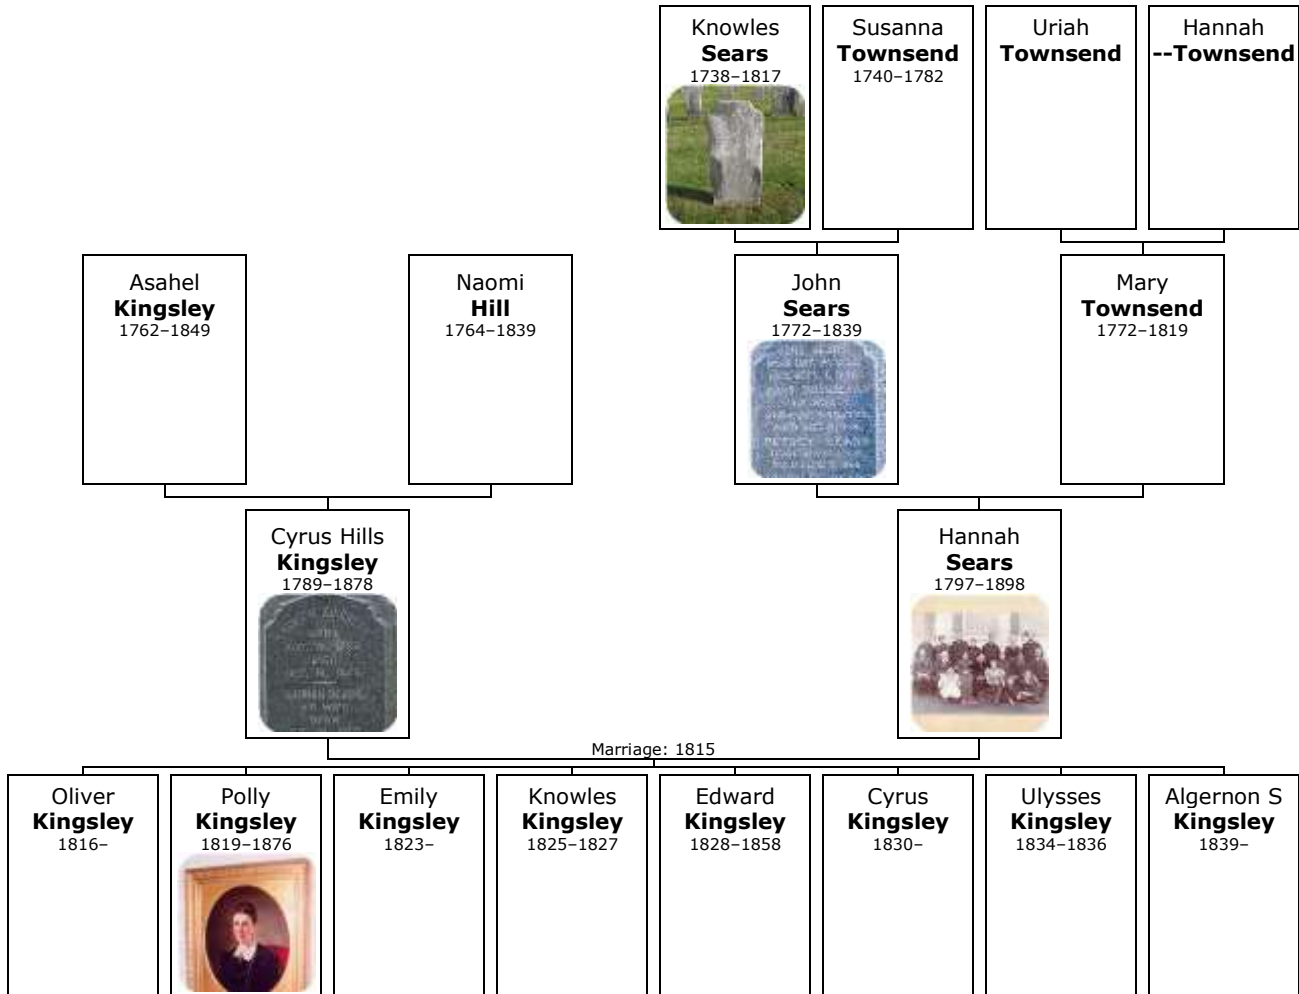 Knowles
Sears
1738–1817
Susanna
Townsend
1740–1782
Uriah
Townsend
Hannah
--Townsend
Asahel
Kingsley
1762–1849
Naomi
Hill
1764–1839
John
Sears
1772–1839
Mary
Townsend
1772–1819
Cyrus Hills
Kingsley
1789–1878
Hannah
Sears
1797–1898
Marriage: 1815
Oliver
Kingsley
1816–
Polly
Kingsley
1819–1876
Emily
Kingsley
1823–
Knowles
Kingsley
1825–1827
Edward
Kingsley
1828–1858
Cyrus
Kingsley
1830–
Ulysses
Kingsley
1834–1836
Algernon S
Kingsley
1839–